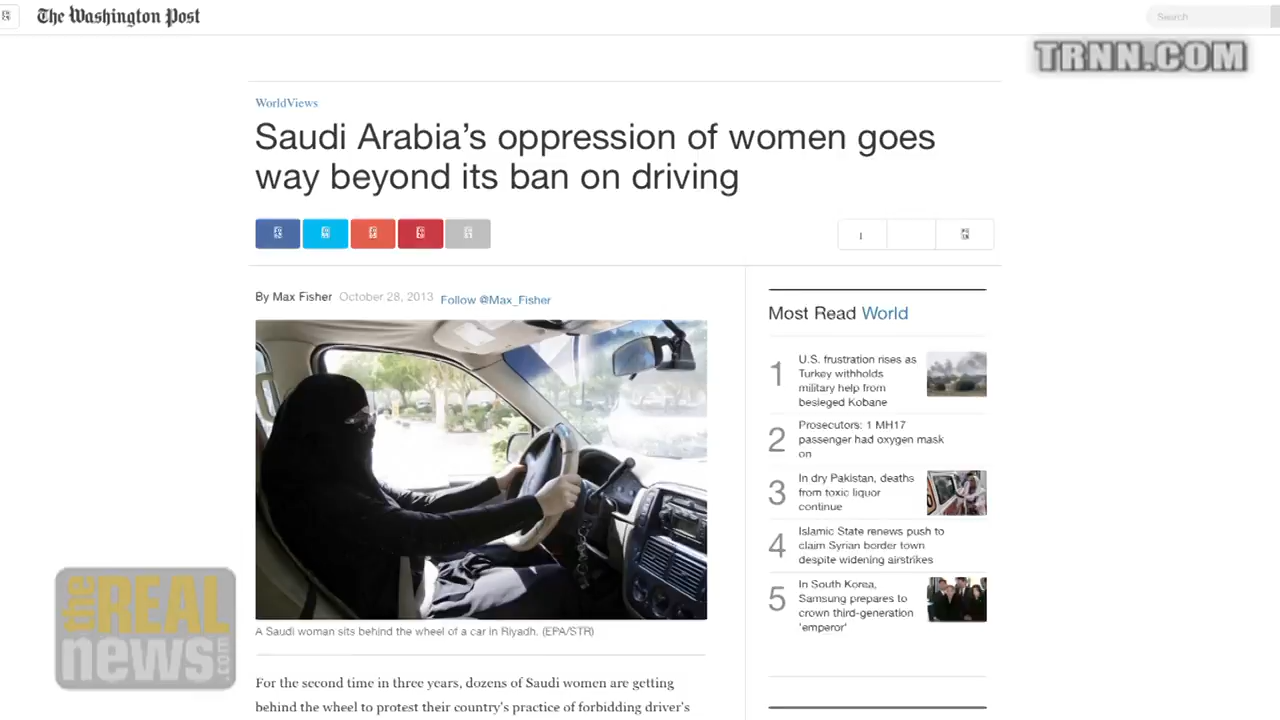 The Washington Post
Search
TRNN.COM
WorldViews
Saudi Arabia's oppression of women goes
way beyond its ban on driving
By Max Fisher October 28, 2013 Follow @Max_Fisher
A Saudi woman sits behind the wheel of a car in Riyadh. (EPA/STR)
For the second time in three years, dozens of Saudi women are getting
behind the wheel to protest their country's practice of forbidding driver's
Most Read World
1
U.S. frustration rises as
Turkey withholds
military help from
besieged Kobane
2
Prosecutors: 1 MH17
passenger had oxygen mask
on
3
In dry Pakistan, deaths
from toxic liquor
continue
4
Islamic State renews push to
claim Syrian border town
despite widening airstrikes
5
In South Korea,
Samsung prepares to
crown third-generation
'emperor'
the REAL
news.com